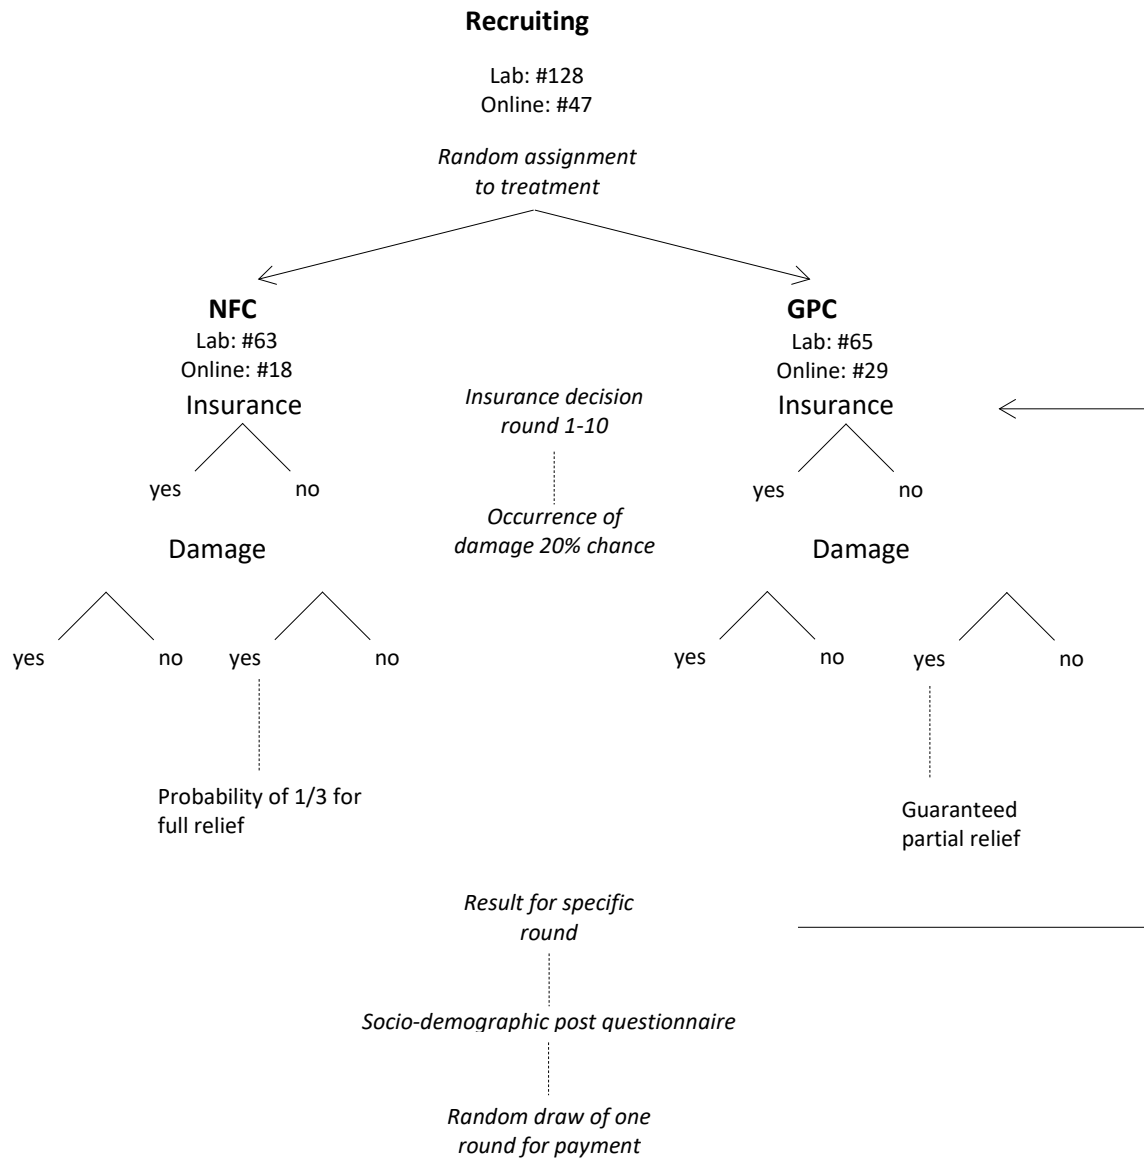 Recruiting
Lab: #128
Online: #47
Random assignment
to treatment
NFC
Lab: #63
Online: #18
Insurance
yes
no
Damage
yes
no
yes
no
Probability of 1/3 for
full relief
Insurance decision
round 1-10
Occurrence of
damage 20% chance
GPC
Lab: #65
Online: #29
Insurance
yes
no
Damage
yes
no
yes
no
Guaranteed
partial relief
Result for specific
round
Socio-demographic post questionnaire
Random draw of one
round for payment